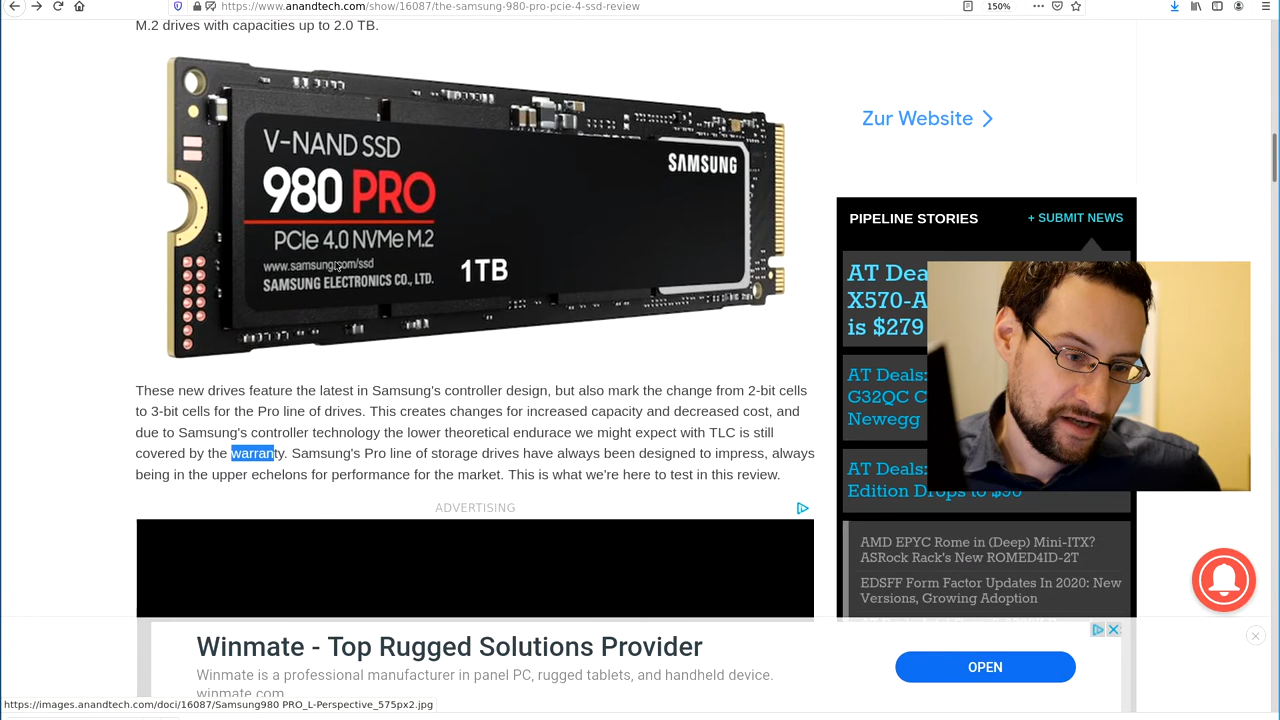 https://www.anandtech.com/show/16087/the-samsung-980-pro-pcie-4-ssd-review
150%
M.2 drives with capacities up to 2.0 TB.
V-NAND SSD
980 PRO
PCIe 4.0 NVMe M.2
www.samsung.com/ssd
SAMSUNG ELECTRONICS CO., LTD.
1TB
SAMSUNG
These new drives feature the latest in Samsung's controller design, but also mark the change from 2-bit cells
to 3-bit cells for the Pro line of drives. This creates changes for increased capacity and decreased cost, and
due to Samsung's controller technology the lower theoretical endurace we might expect with TLC is still
covered by the warranty. Samsung's Pro line of storage drives have always been designed to impress, always
being in the upper echelons for performance for the market. This is what we're here to test in this review.
ADVERTISING
Zur Website
PIPELINE STORIES
+ SUBMIT NEWS
AT Dea
X570-A
is $279
AT Deals:
G32QC C
Newegg
AT Deals:
Edition Drops to $90
AMD EPYC Rome in (Deep) Mini-ITX?
ASRock Rack's New ROMED4ID-2T
EDSFF Form Factor Updates In 2020: New
Versions, Growing Adoption
Winmate - Top Rugged Solutions Provider
Winmate is a professional manufacturer in panel PC, rugged tablets, and handheld device.
winmate.com
OPEN
https://images.anandtech.com/doci/16087/Samsung980 PRO_L-Perspective_575px2.jpg